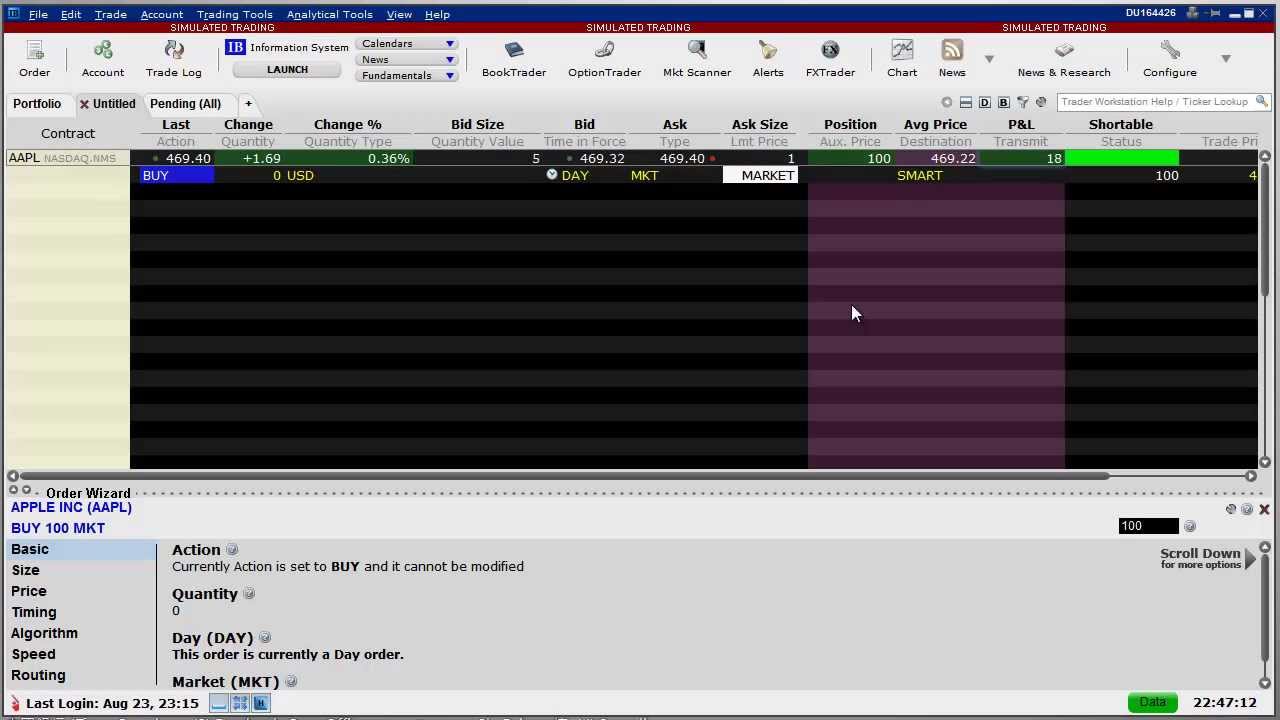 File Edit Trade Account Trading Tools Analytical Tools View Help DU164426
SIMULATED TRADING SIMULATED TRADING SIMULATED TRADING
IB Information System Calendars
News
LAUNCH Fundamentals
Order Account Trade Log BookTrader OptionTrader Mkt Scanner Alerts FXTrader Chart News News & Research Configure
Portfolio Untitled Pending (All) + D B Trader Workstation Help / Ticker Lookup
Contract Last Change Change % Bid Size Bid Ask Ask Size Position Avg Price P&L Shortable
Action Quantity Quantity Type Quantity Value Time in Force Type Lmt Price Aux. Price Destination Transmit Status Trade Pri
AAPL NASDAQ.NMS 469.40 +1.69 0.36% 5 469.32 469.40 1 100 469.22 18
BUY 0 USD DAY MKT MARKET SMART 100 4
Order Wizard
APPLE INC (AAPL)
BUY 100 MKT 100
Basic
Size
Price
Timing
Algorithm
Speed
Routing
Action
Currently Action is set to BUY and it cannot be modified
Quantity
0
Day (DAY)
This order is currently a Day order.
Market (MKT)
Scroll Down
for more options
Last Login: Aug 23, 23:15 Data 22:47:12